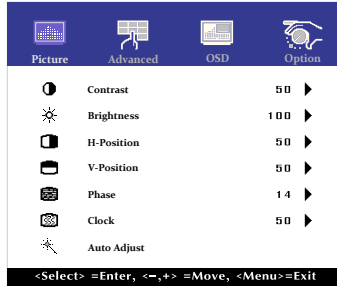 Picture Advanced OSD Option
Contrast 50
Brightness 100
H-Position 50
V-Position 50
Phase 14
Clock 50
Auto Adjust
<Select> =Enter, <−,+> =Move, <Menu>=Exit